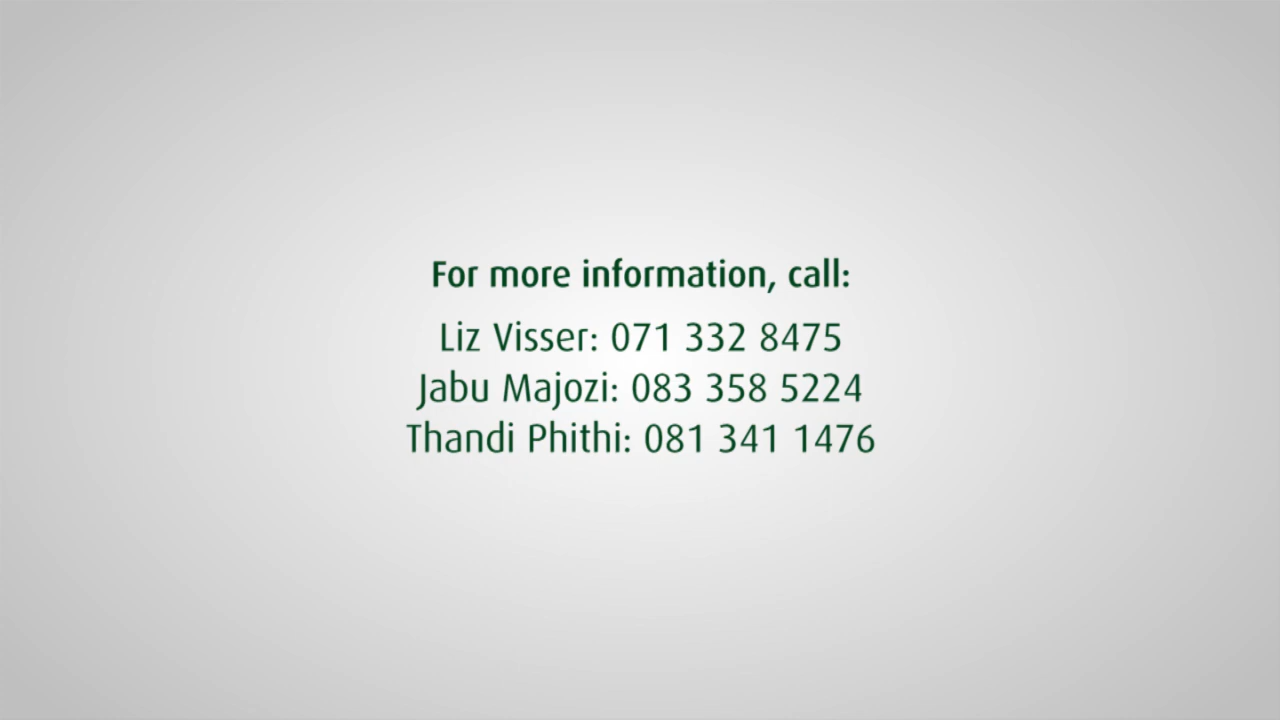 For more information, call:
Liz Visser: 071 332 8475
Jabu Majozi: 083 358 5224
Thandi Phithi: 081 341 1476